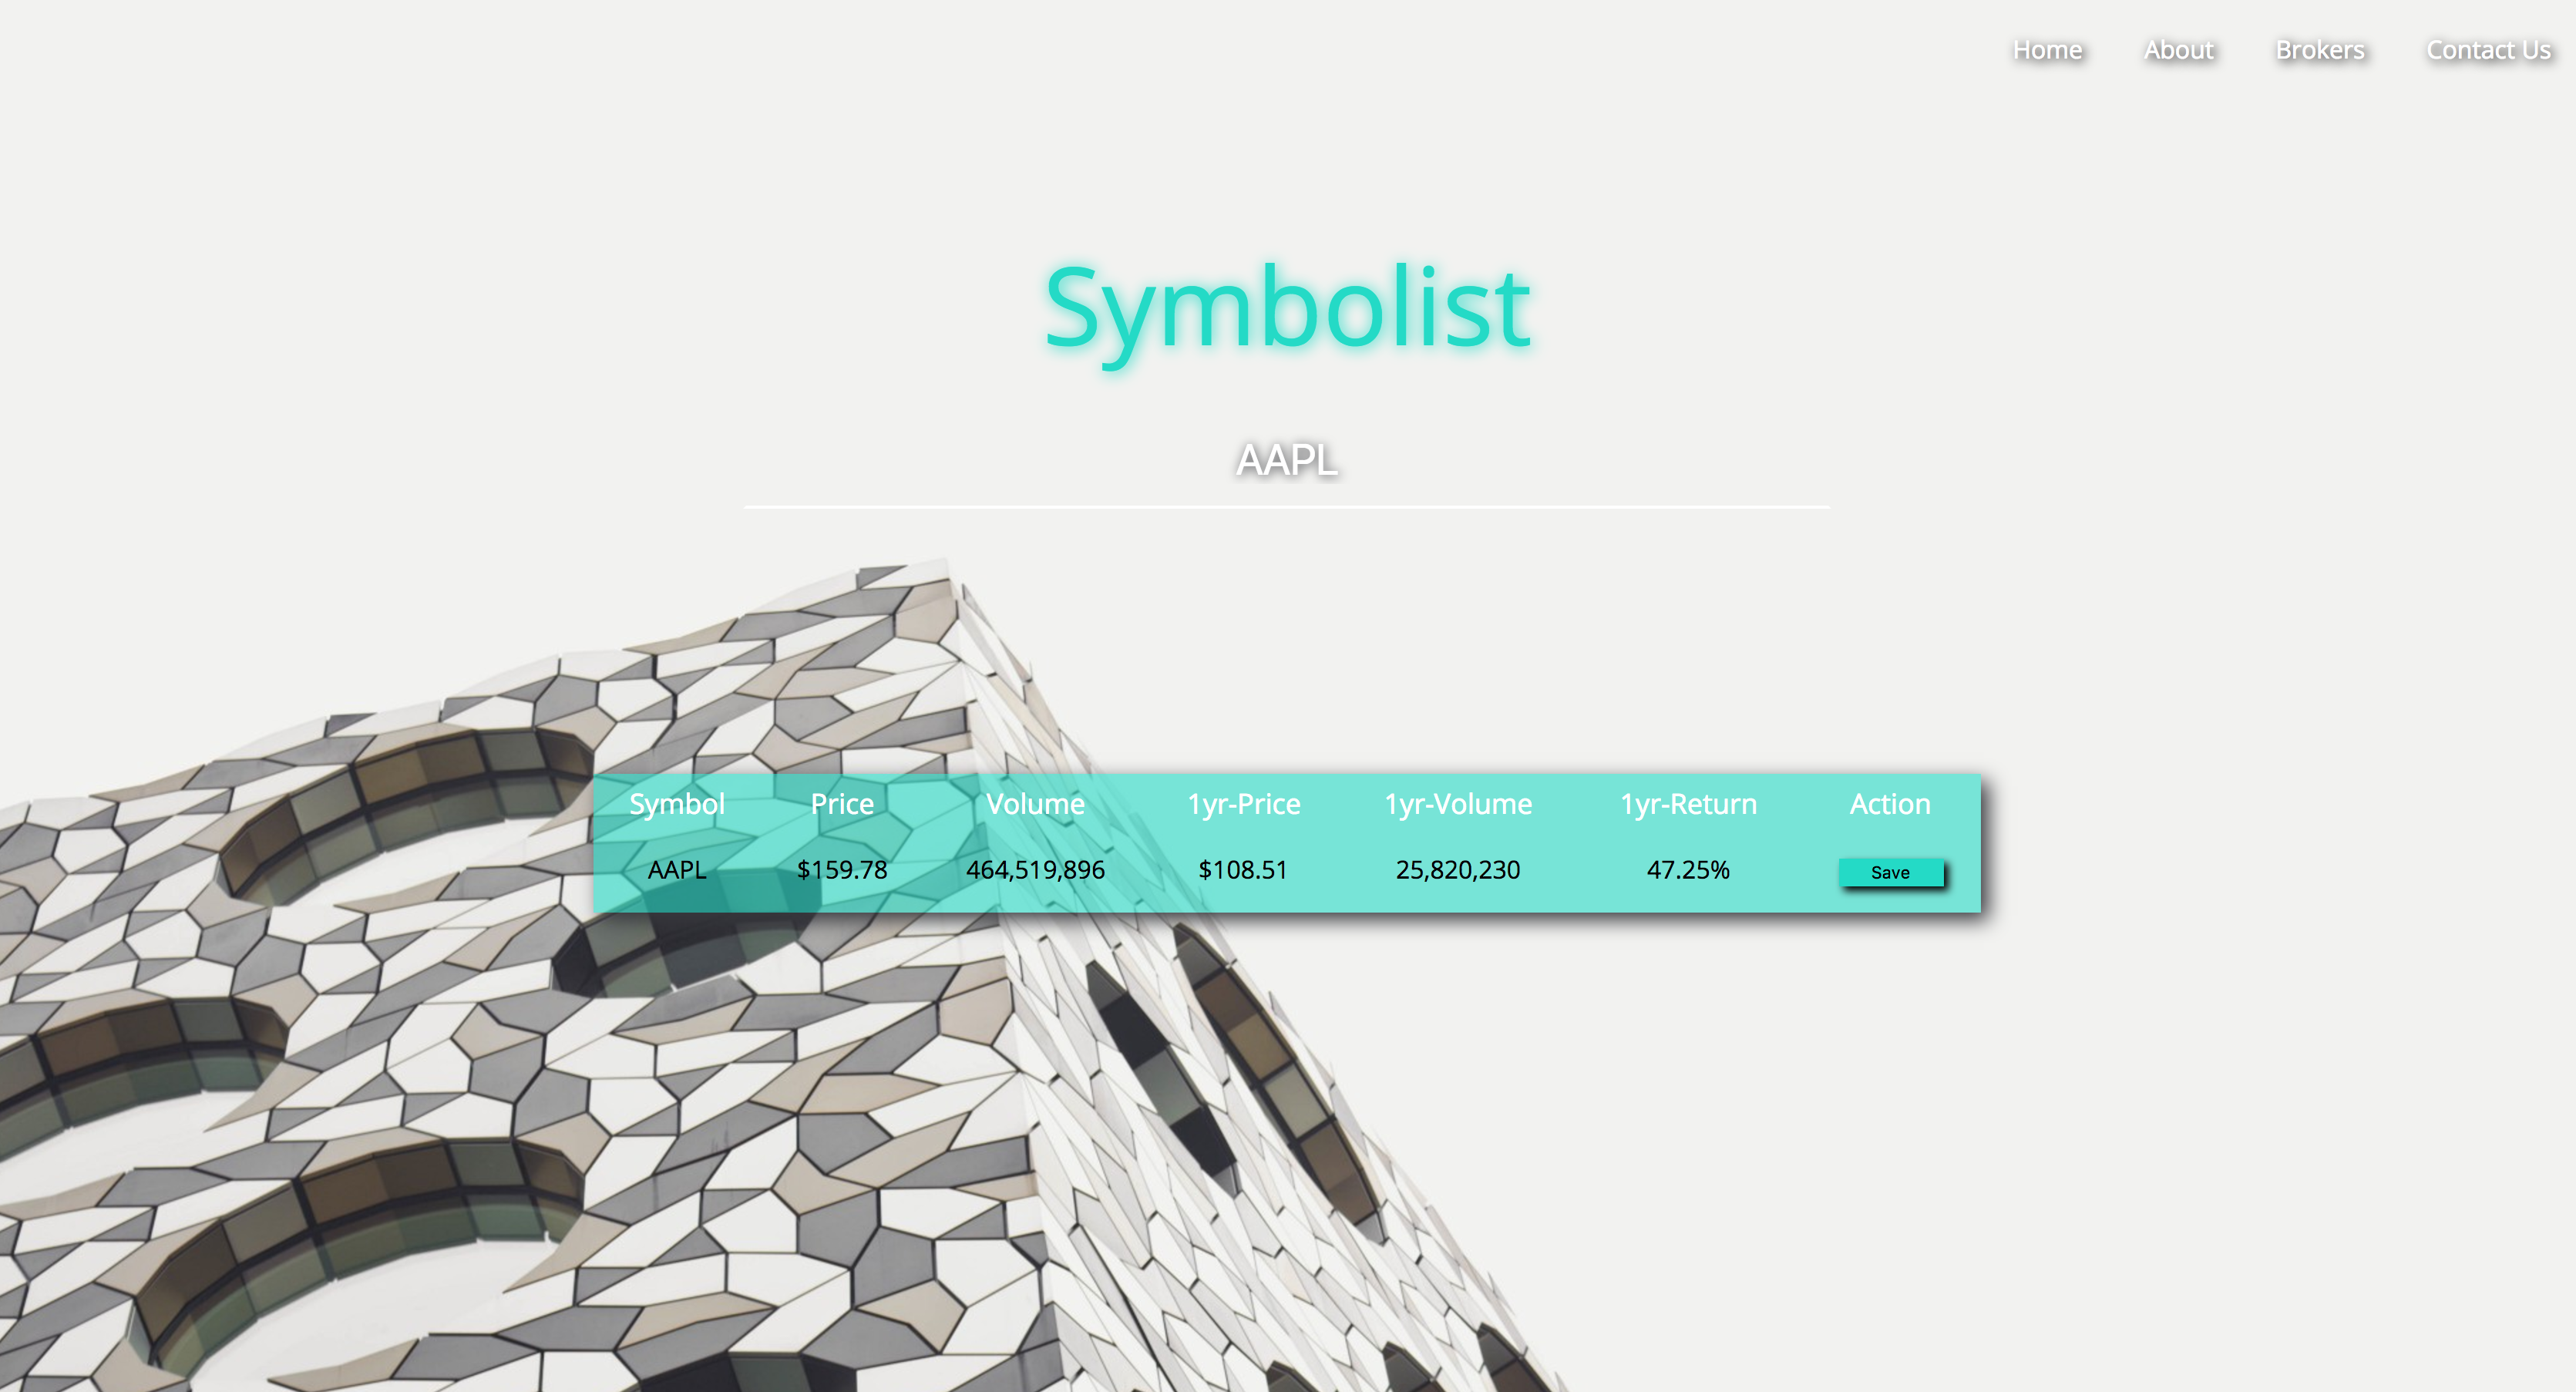 Home About Brokers Contact Us
Symbolist
AAPL
Symbol Price Volume 1yr-Price 1yr-Volume 1yr-Return Action
AAPL $159.78 464,519,896 $108.51 25,820,230 47.25% Save